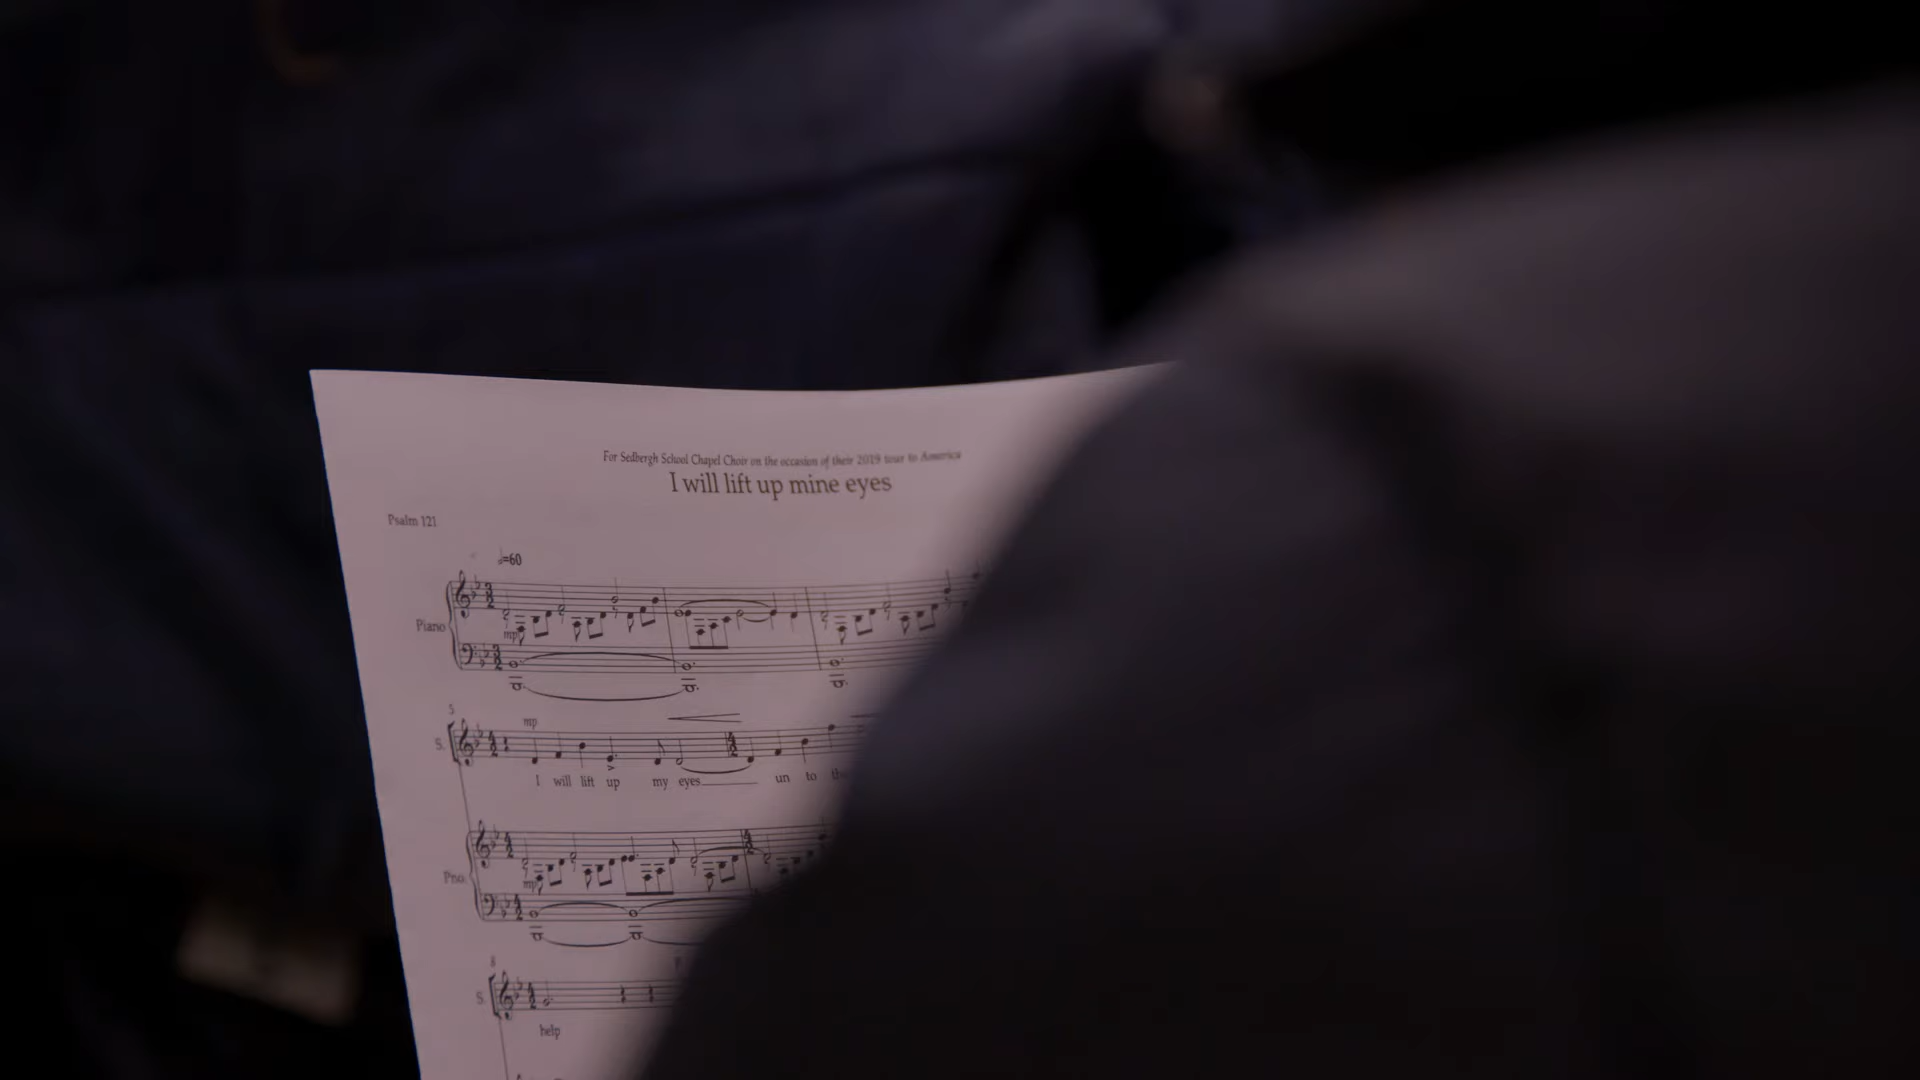 For Sedbergh School Chapel Choir on the occasion of their 2019 tour to America
I will lift up mine eyes
Psalm 121
=60
Piano
mp
5
mp
S.
I will lift up my eyes un to the
Pno.
mp
8
S.
help